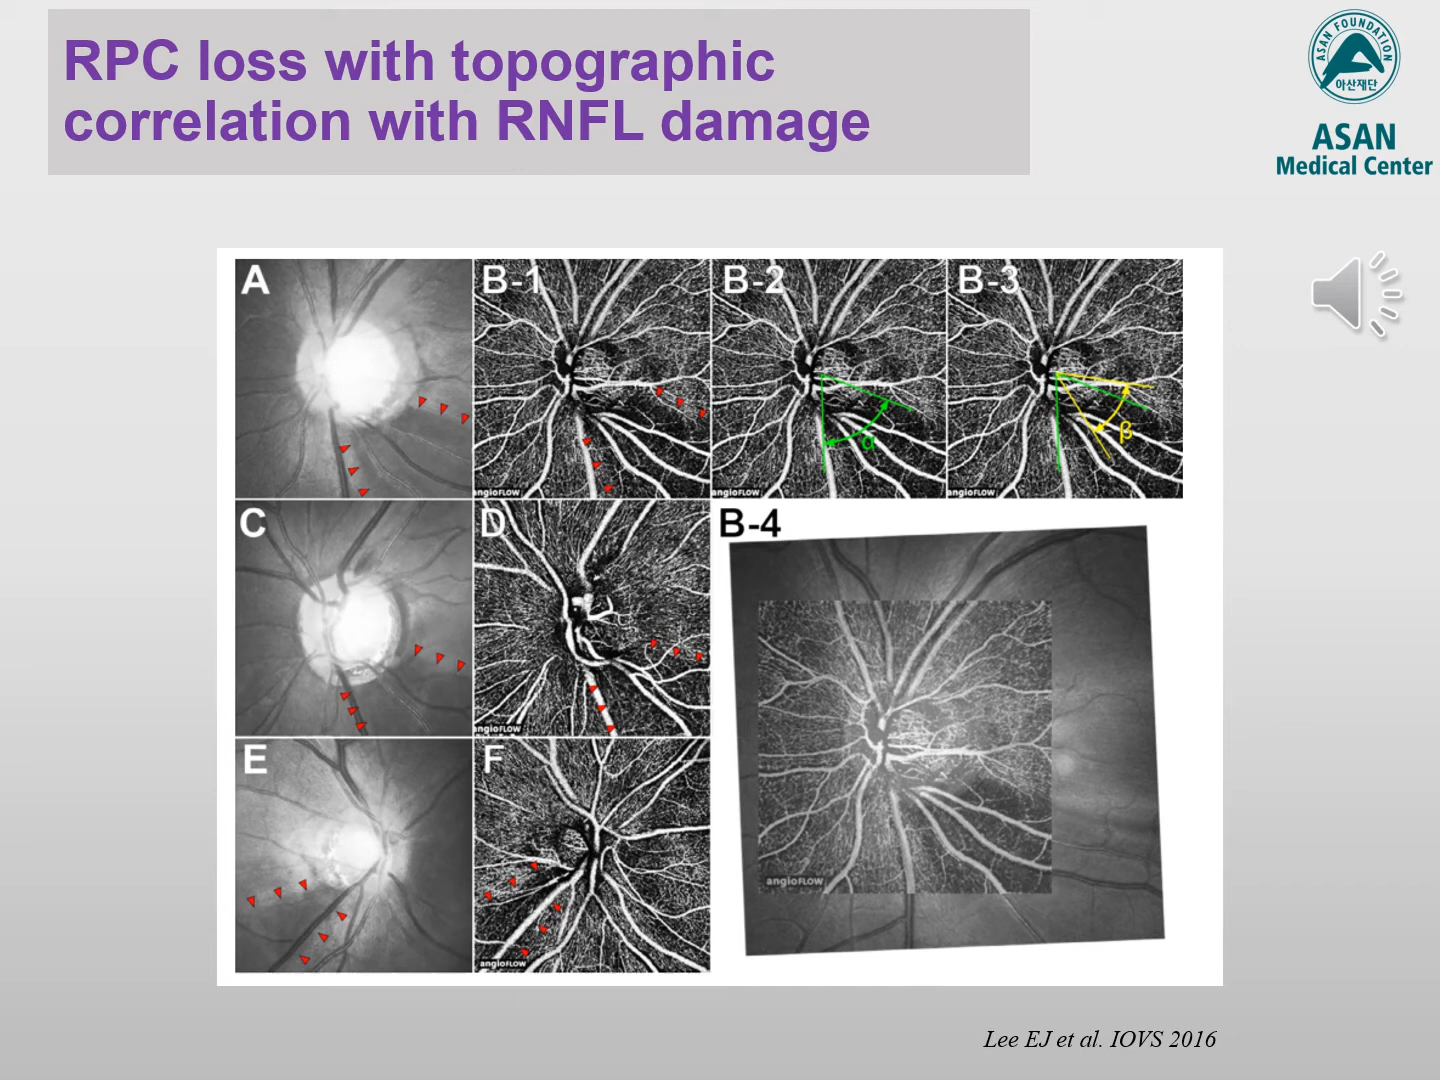 RPC loss with topographic
correlation with RNFL damage
ASAN FOUNDATION
아산재단
ASAN
Medical Center
A
B-1
B-2
B-3
α
β
angioFLOW
angioFLOW
angioFLOW
C
D
B-4
angioFLOW
angioFLOW
E
F
angioFLOW
Lee EJ et al. IOVS 2016